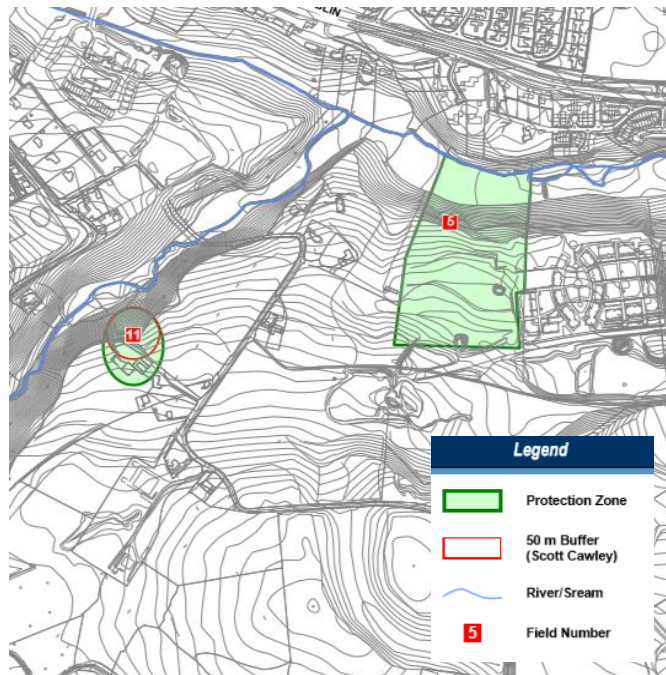 5
11
Legend
Protection Zone
50 m Buffer
(Scott Cawley)
River/Sream
5 Field Number